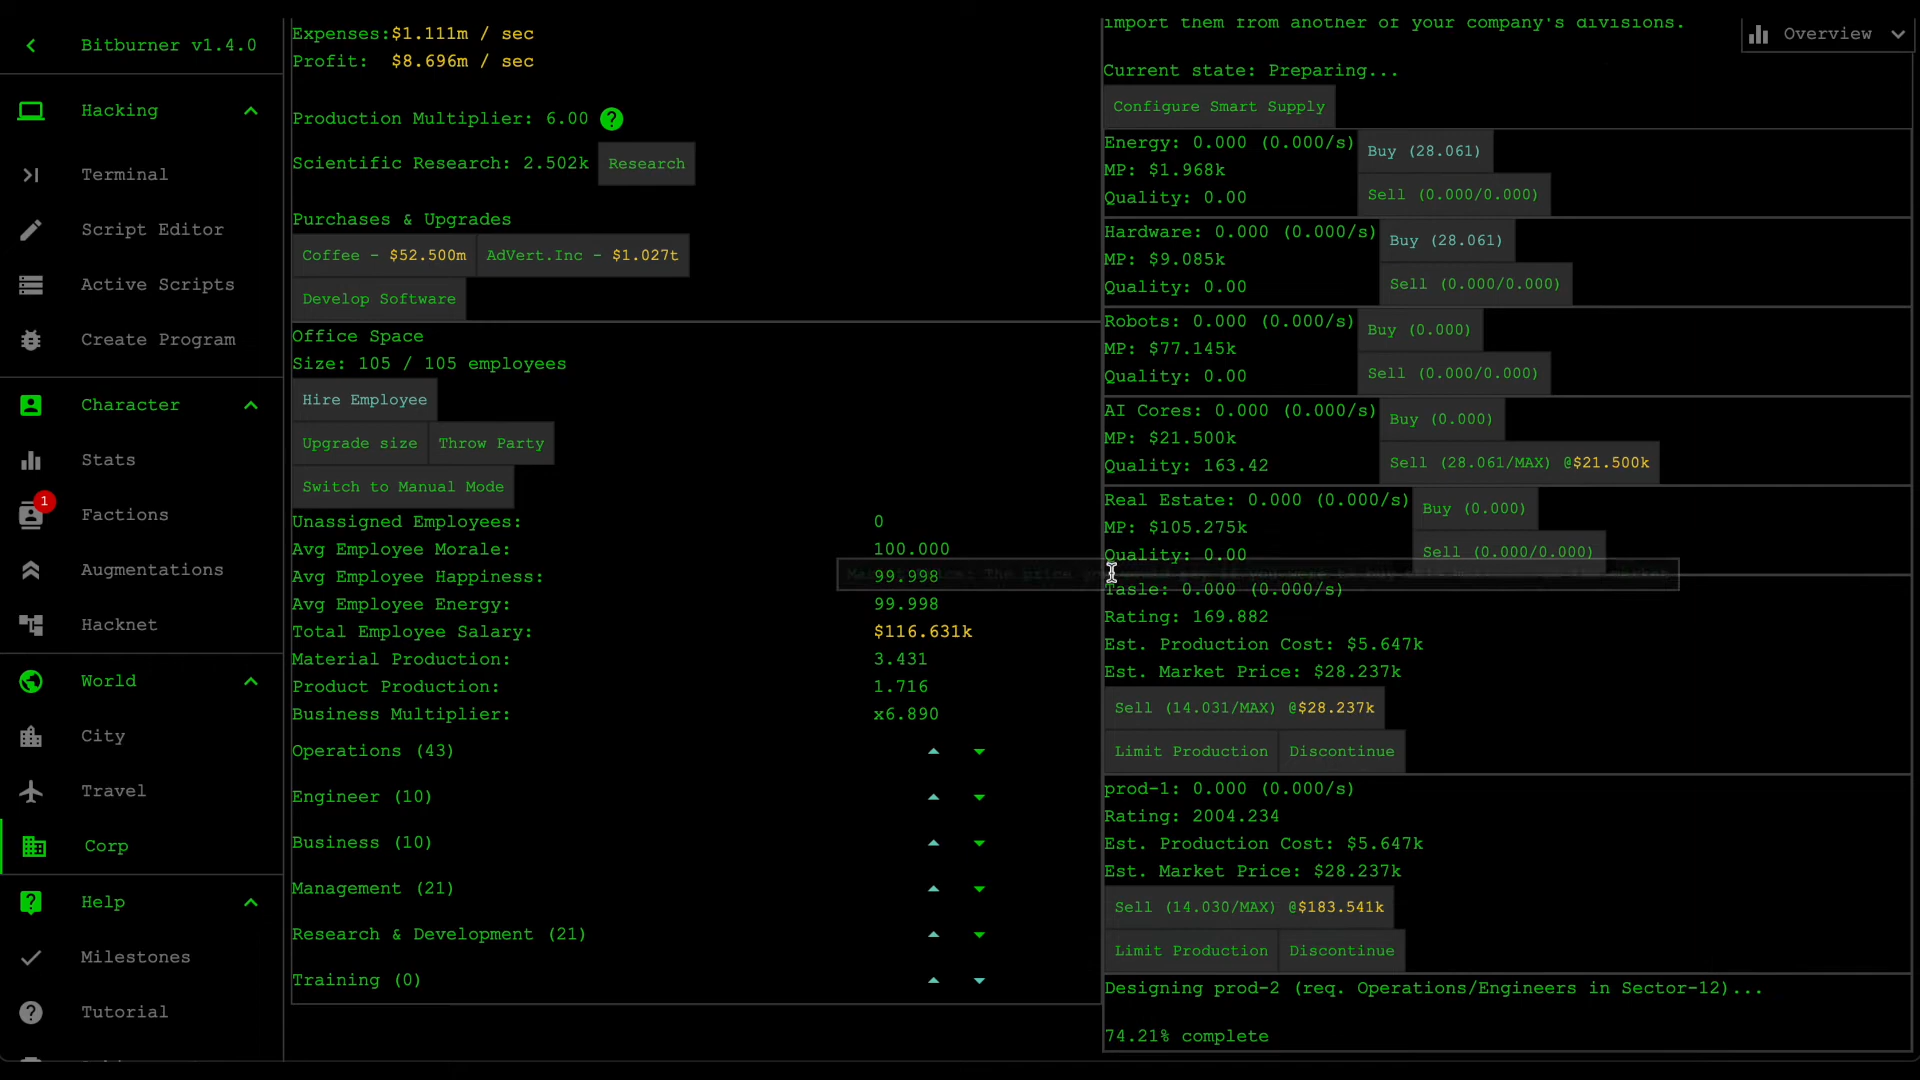 Bitburner v1.4.0
Hacking
Terminal
Script Editor
Active Scripts
Create Program
Character
Stats
1
Factions
Augmentations
Hacknet
World
City
Travel
Corp
Help
Milestones
? Tutorial
Expenses:$1.111m / sec
Profit: $8.696m / sec
Production Multiplier: 6.00 ?
Scientific Research: 2.502k Research
Purchases & Upgrades
Coffee - $52.500m AdVert.Inc - $1.027t
Develop Software
Office Space
Size: 105 / 105 employees
Hire Employee
Upgrade size Throw Party
Switch to Manual Mode
Unassigned Employees: 0
Avg Employee Morale: 100.000
Avg Employee Happiness: 99.998
Avg Employee Energy: 99.998
Total Employee Salary: $116.631k
Material Production: 3.431
Product Production: 1.716
Business Multiplier: x6.890
Operations (43)
Engineer (10)
Business (10)
Management (21)
Research & Development (21)
Training (0)
import them from another of your company's divisions.
Overview
Current state: Preparing...
Configure Smart Supply
Energy: 0.000 (0.000/s) Buy (28.061)
MP: $1.968k
Quality: 0.00 Sell (0.000/0.000)
Hardware: 0.000 (0.000/s) Buy (28.061)
MP: $9.085k
Quality: 0.00 Sell (0.000/0.000)
Robots: 0.000 (0.000/s) Buy (0.000)
MP: $77.145k
Quality: 0.00 Sell (0.000/0.000)
AI Cores: 0.000 (0.000/s) Buy (0.000)
MP: $21.500k
Quality: 163.42 Sell (28.061/MAX) @$21.500k
Real Estate: 0.000 (0.000/s) Buy (0.000)
MP: $105.275k
Quality: 0.00 Sell (0.000/0.000)
Tasle: 0.000 (0.000/s)
Rating: 169.882
Est. Production Cost: $5.647k
Est. Market Price: $28.237k
Sell (14.031/MAX) @$28.237k
Limit Production Discontinue
prod-1: 0.000 (0.000/s)
Rating: 2004.234
Est. Production Cost: $5.647k
Est. Market Price: $28.237k
Sell (14.030/MAX) @$183.541k
Limit Production Discontinue
Designing prod-2 (req. Operations/Engineers in Sector-12)...
74.21% complete